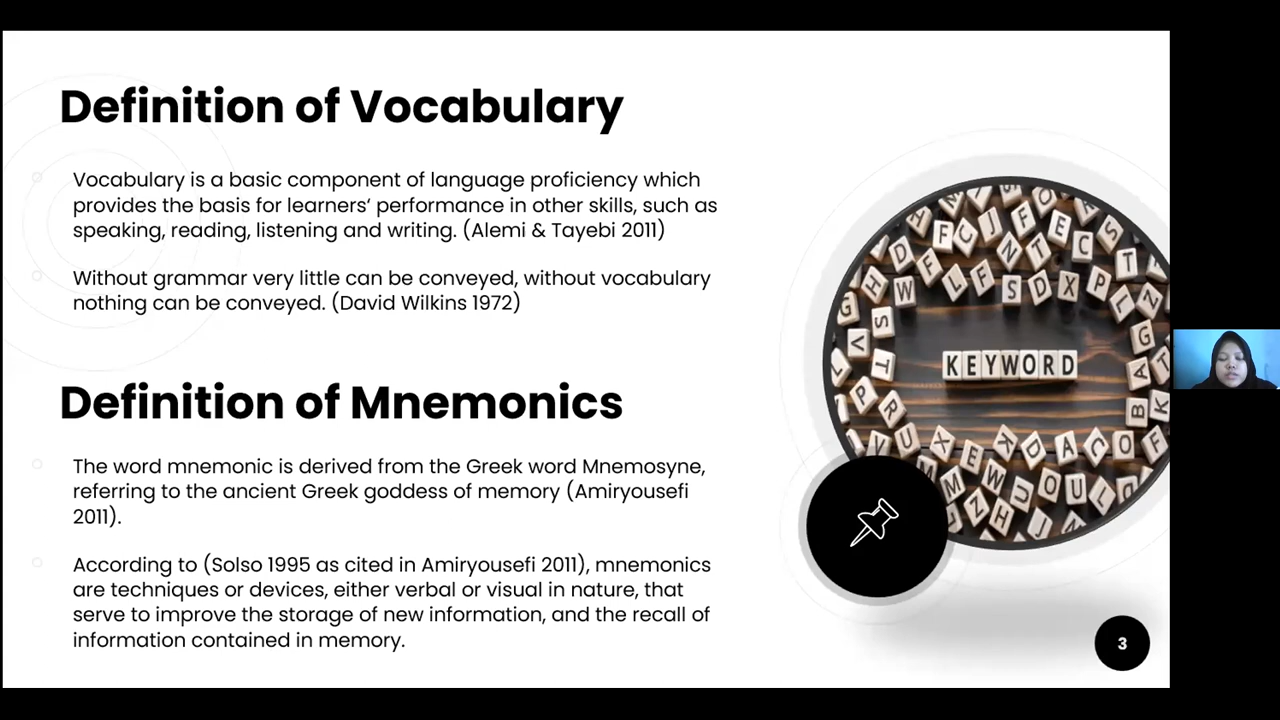 Definition of Vocabulary
Vocabulary is a basic component of language proficiency which
provides the basis for learners‘ performance in other skills, such as
speaking, reading, listening and writing. (Alemi & Tayebi 2011)
Without grammar very little can be conveyed, without vocabulary
nothing can be conveyed. (David Wilkins 1972)
KEYWORD
Definition of Mnemonics
The word mnemonic is derived from the Greek word Mnemosyne,
referring to the ancient Greek goddess of memory (Amiryousefi
2011).
According to (Solso 1995 as cited in Amiryousefi 2011), mnemonics
are techniques or devices, either verbal or visual in nature, that
serve to improve the storage of new information, and the recall of
information contained in memory.
3